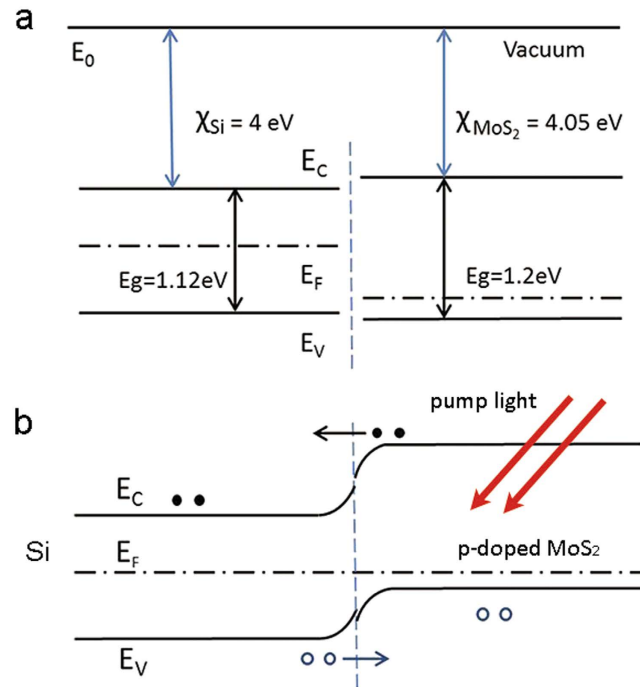 a
E₀
Vacuum
χSi = 4 eV
χMoS₂ = 4.05 eV
EC
Eg=1.12eV
EF
Eg=1.2eV
EV
b
pump light
EC
Si
EF
p-doped MoS₂
EV